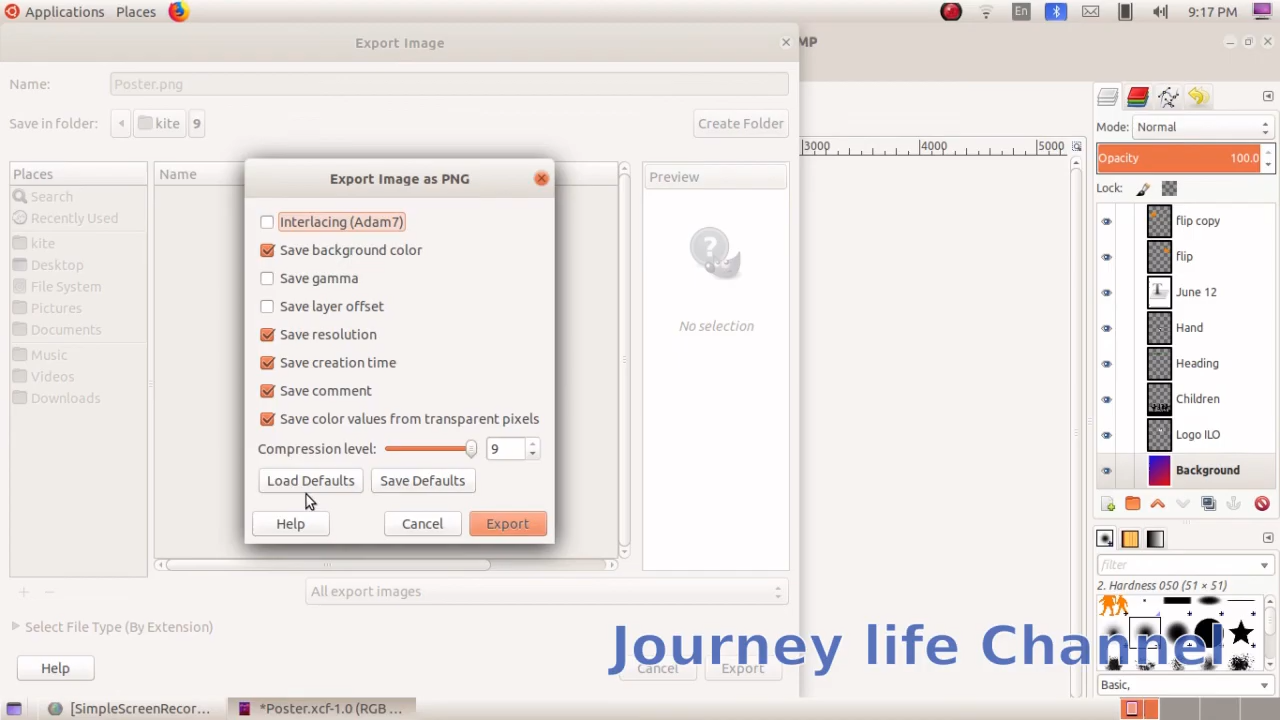 Applications Places En 9:17 PM
Export Image
MP
Name: Poster.png
Save in folder: kite 9 Create Folder
Places
Search
Recently Used
kite
Desktop
File System
Pictures
Documents
Music
Videos
Downloads
Name
Preview
No selection
All export images
Select File Type (By Extension)
Help Cancel Export
Export Image as PNG
Interlacing (Adam7)
Save background color
Save gamma
Save layer offset
Save resolution
Save creation time
Save comment
Save color values from transparent pixels
Compression level: 9
Load Defaults Save Defaults
Help Cancel Export
3000 4000 5000
Mode: Normal
Opacity 100.0
Lock:
flip copy
flip
June 12
Hand
Heading
Children
Logo ILO
Background
filter
2. Hardness 050 (51 × 51)
Basic,
Journey life Channel
[SimpleScreenRecor... *Poster.xcf-1.0 (RGB ...